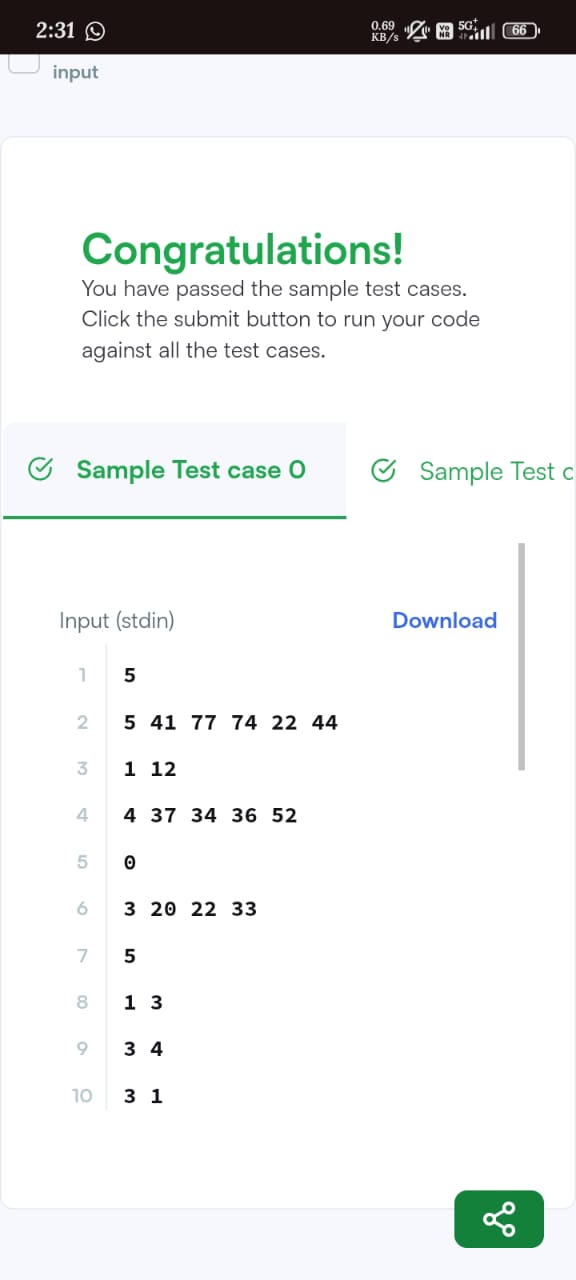 2:31
0.69 KB/s VO NR 5G+ 66
input
Congratulations!
You have passed the sample test cases.
Click the submit button to run your code
against all the test cases.
Sample Test case 0
Sample Test c
Input (stdin)
Download
1 5
2 5 41 77 74 22 44
3 1 12
4 4 37 34 36 52
5 0
6 3 20 22 33
7 5
8 1 3
9 3 4
10 3 1